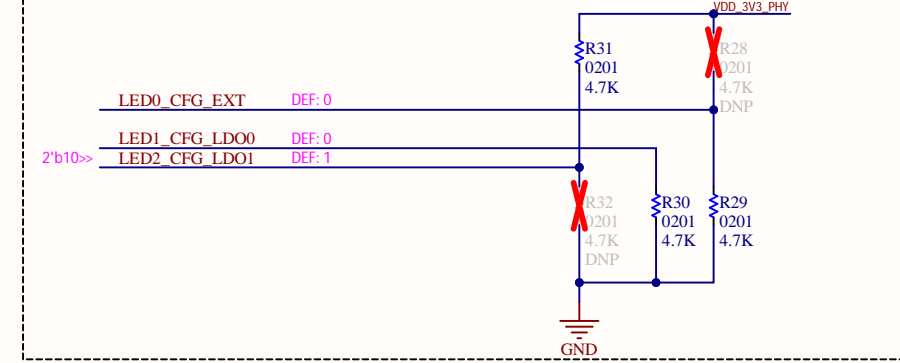 VDD_3V3_PHY
R31
0201
4.7K
R28
0201
4.7K
DNP
LED0_CFG_EXT DEF: 0
LED1_CFG_LDO0 DEF: 0
2'b10>> LED2_CFG_LDO1 DEF: 1
R32
0201
4.7K
DNP
R30
0201
4.7K
R29
0201
4.7K
GND